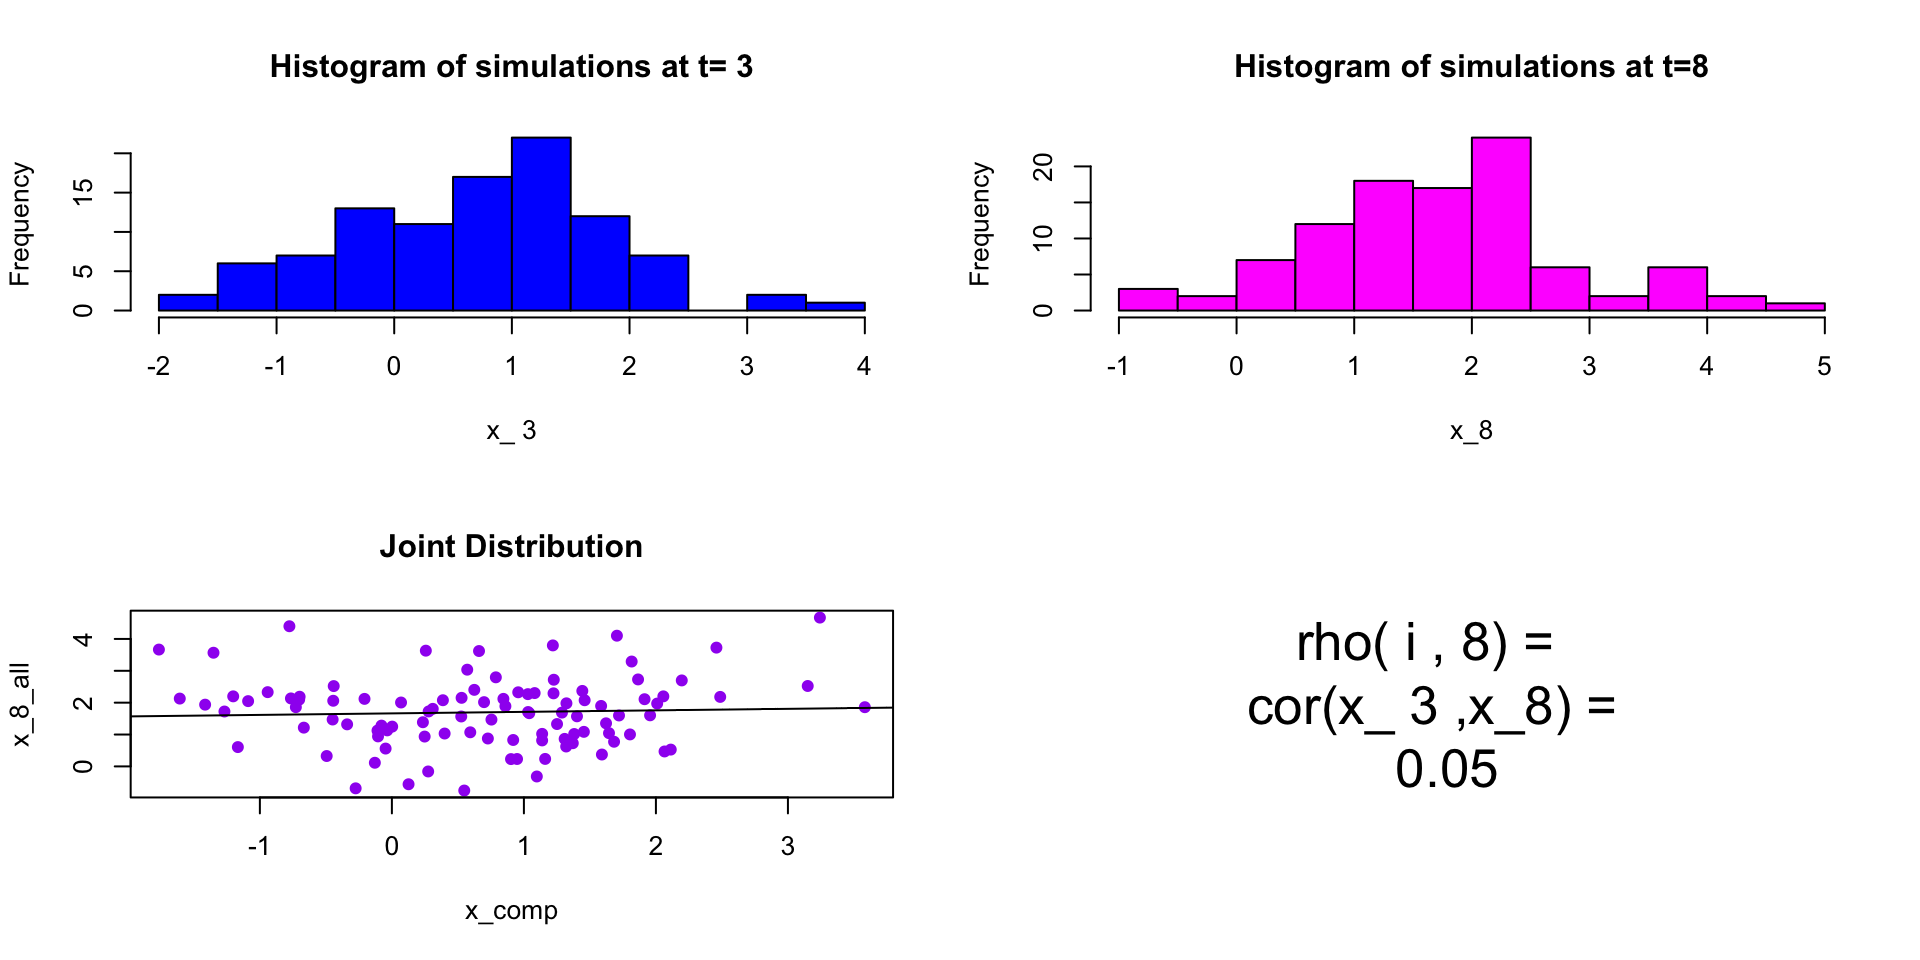 Histogram of simulations at t= 3
Frequency
0
5
15
-2 -1 0 1 2 3 4
x_ 3
Histogram of simulations at t=8
Frequency
0
10
20
-1 0 1 2 3 4 5
x_8
Joint Distribution
x_8_all
0
2
4
-1 0 1 2 3
x_comp
rho( i , 8) =
cor(x_ 3 ,x_8) =
0.05